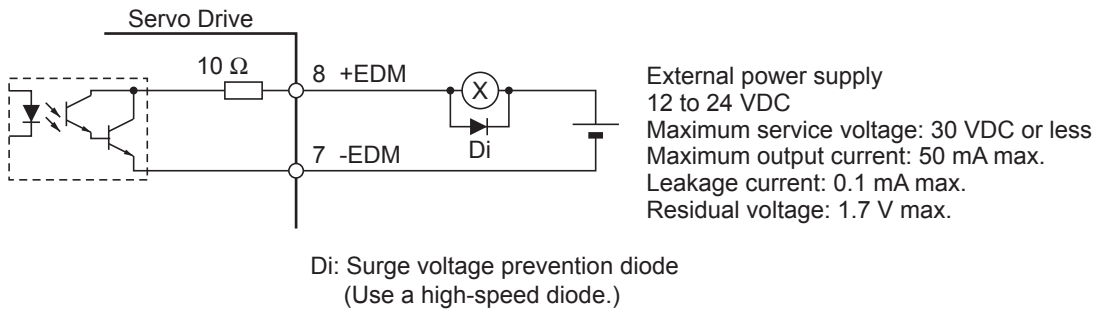 Servo Drive
10 Ω
8 +EDM
X
Di
7 -EDM
External power supply
12 to 24 VDC
Maximum service voltage: 30 VDC or less
Maximum output current: 50 mA max.
Leakage current: 0.1 mA max.
Residual voltage: 1.7 V max.
Di: Surge voltage prevention diode
(Use a high-speed diode.)